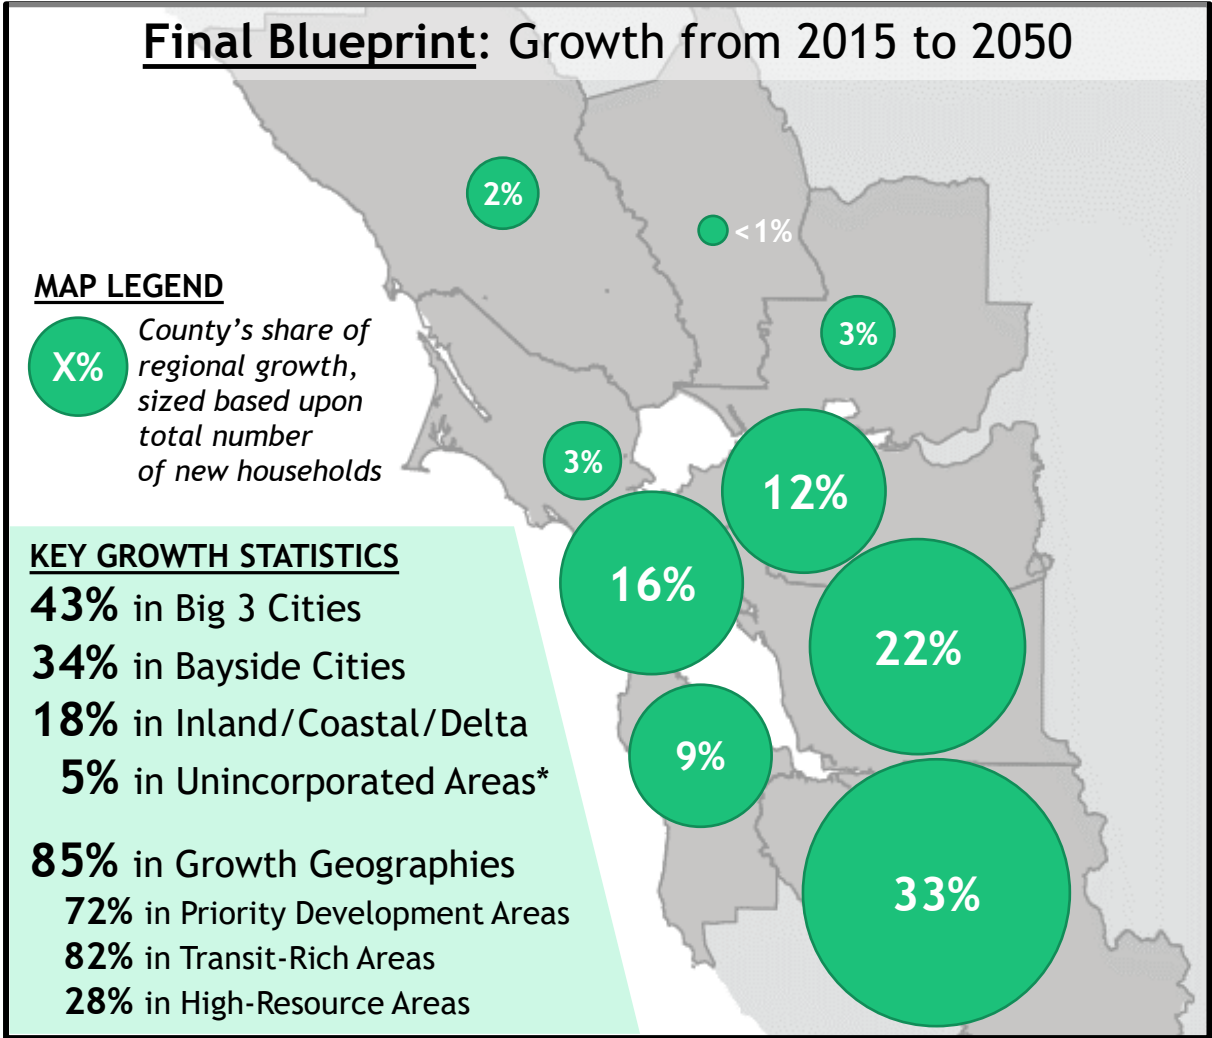 Final Blueprint: Growth from 2015 to 2050
2%
<1%
MAP LEGEND
X%
County's share of
regional growth,
sized based upon
total number
of new households
3%
3%
12%
16%
22%
9%
33%
KEY GROWTH STATISTICS
43% in Big 3 Cities
34% in Bayside Cities
18% in Inland/Coastal/Delta
5% in Unincorporated Areas*
85% in Growth Geographies
72% in Priority Development Areas
82% in Transit-Rich Areas
28% in High-Resource Areas